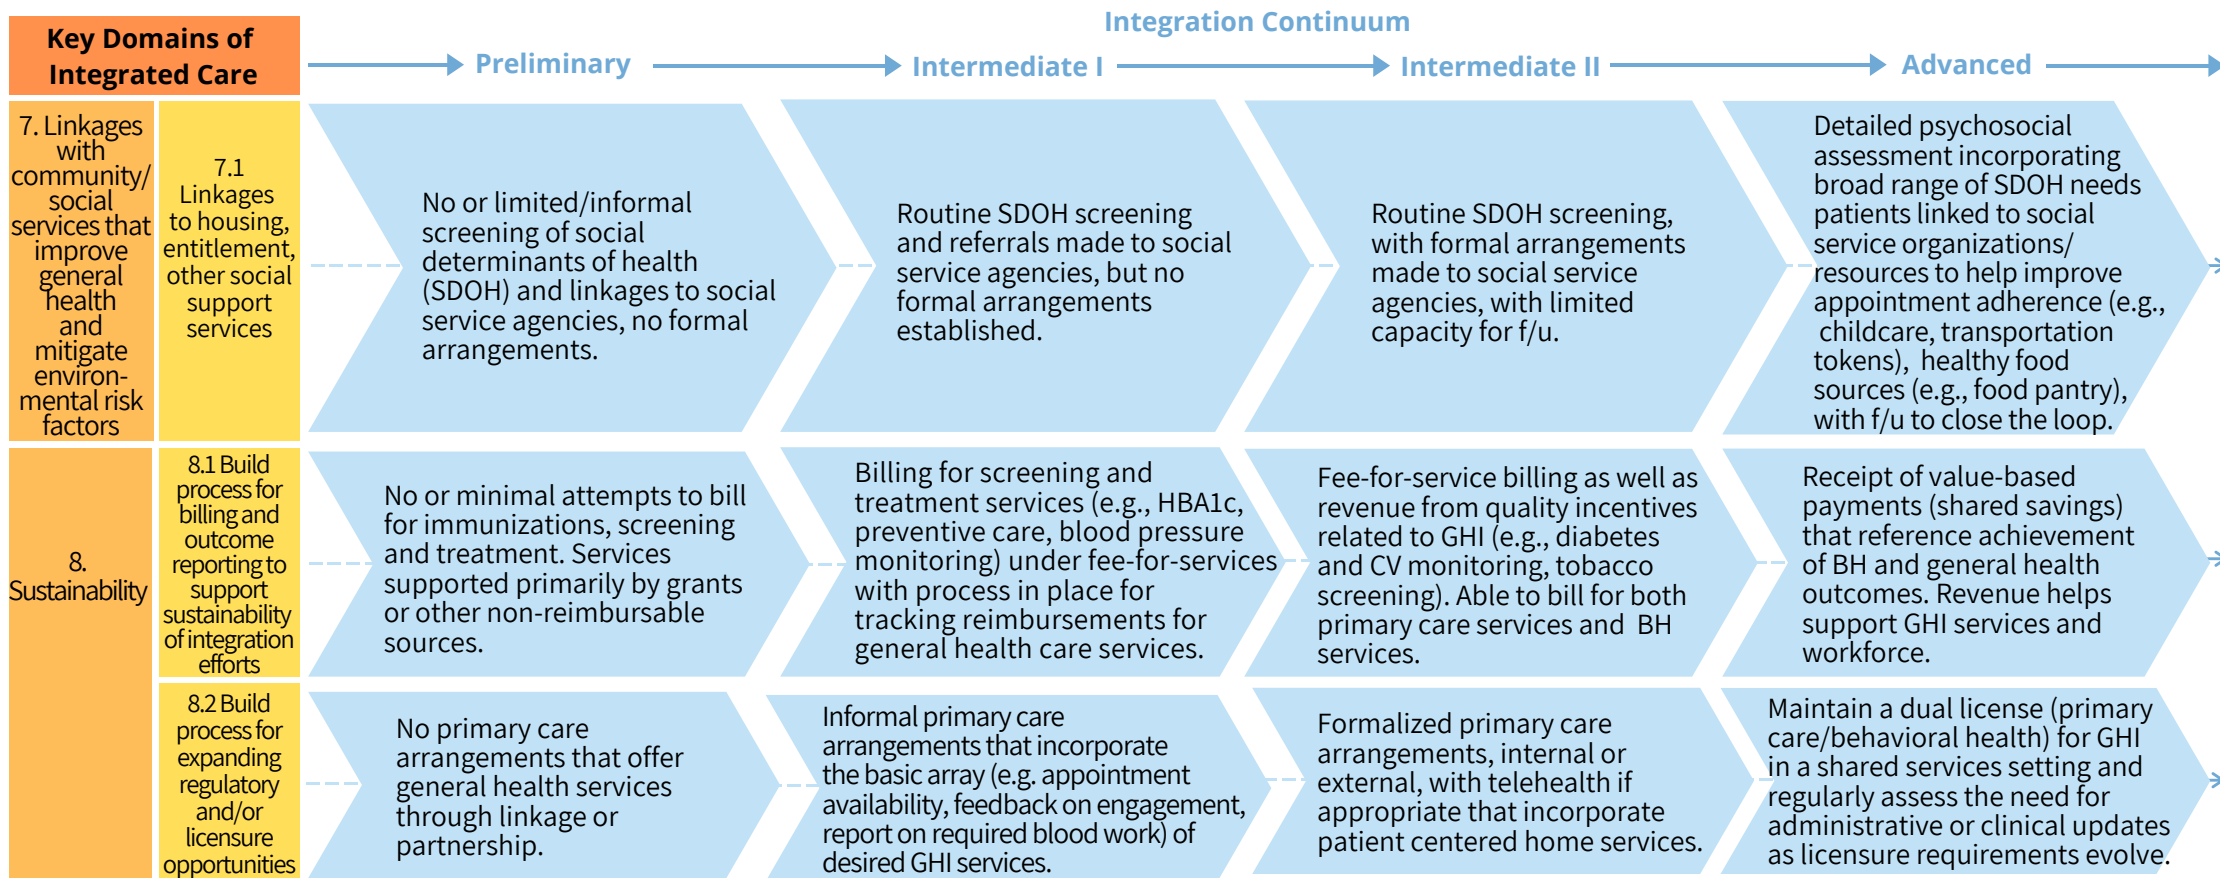 Integration Continuum
Key Domains of
Integrated Care
Preliminary
Intermediate I
Intermediate II
Advanced
7. Linkages
with
community/
social
services that
improve
general
health
and
mitigate
environ-
mental risk
factors
7.1
Linkages
to housing,
entitlement,
other social
support
services
No or limited/informal
screening of social
determinants of health
(SDOH) and linkages to social
service agencies, no formal
arrangements.
Routine SDOH screening
and referrals made to social
service agencies, but no
formal arrangements
established.
Routine SDOH screening,
with formal arrangements
made to social service
agencies, with limited
capacity for f/u.
Detailed psychosocial
assessment incorporating
broad range of SDOH needs
patients linked to social
service organizations/
resources to help improve
appointment adherence (e.g.,
childcare, transportation
tokens), healthy food
sources (e.g., food pantry),
with f/u to close the loop.
8.
Sustainability
8.1 Build
process for
billing and
outcome
reporting to
support
sustainability
of integration
efforts
No or minimal attempts to bill
for immunizations, screening
and treatment. Services
supported primarily by grants
or other non-reimbursable
sources.
Billing for screening and
treatment services (e.g., HBA1c,
preventive care, blood pressure
monitoring) under fee-for-services
with process in place for
tracking reimbursements for
general health care services.
Fee-for-service billing as well as
revenue from quality incentives
related to GHI (e.g., diabetes
and CV monitoring, tobacco
screening). Able to bill for both
primary care services and BH
services.
Receipt of value-based
payments (shared savings)
that reference achievement
of BH and general health
outcomes. Revenue helps
support GHI services and
workforce.
8.2 Build
process for
expanding
regulatory
and/or
licensure
opportunities
No primary care
arrangements that offer
general health services
through linkage or
partnership.
Informal primary care
arrangements that incorporate
the basic array (e.g. appointment
availability, feedback on engagement,
report on required blood work) of
desired GHI services.
Formalized primary care
arrangements, internal or
external, with telehealth if
appropriate that incorporate
patient centered home services.
Maintain a dual license (primary
care/behavioral health) for GHI
in a shared services setting and
regularly assess the need for
administrative or clinical updates
as licensure requirements evolve.